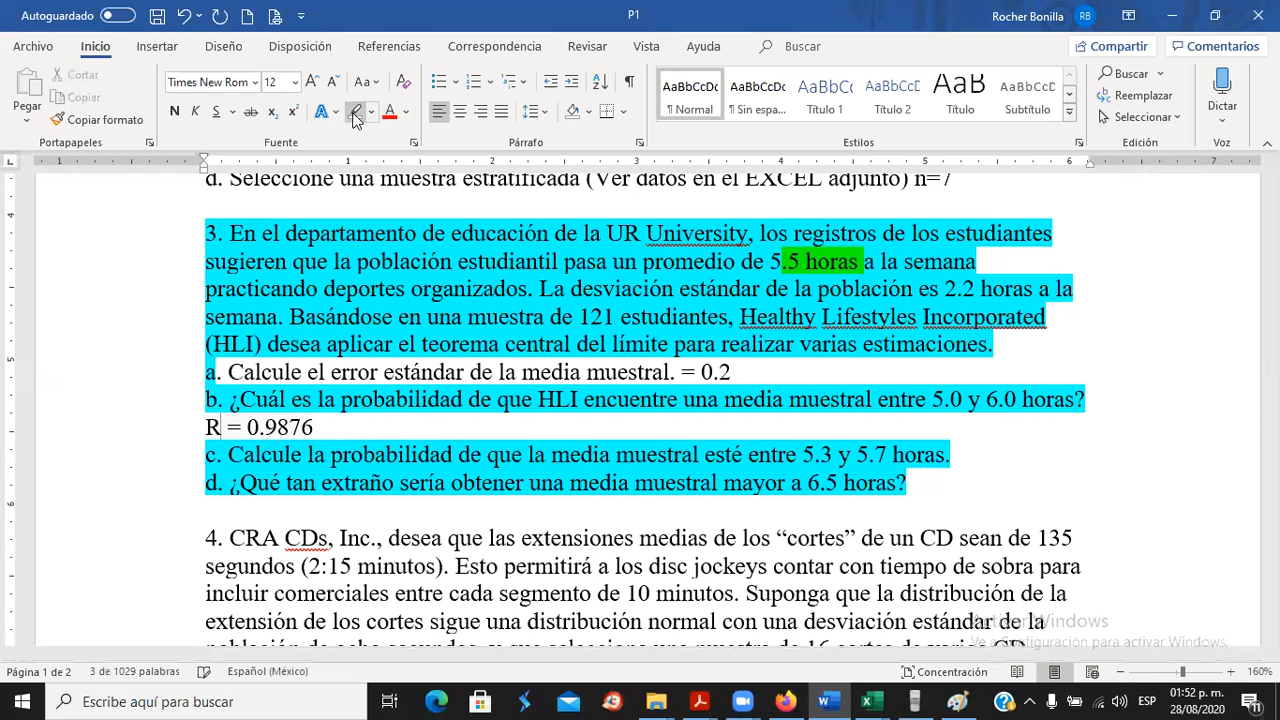 Autoguardado
P1
Rocher Bonilla
RB
Archivo
Inicio
Insertar
Diseño
Disposición
Referencias
Correspondencia
Revisar
Vista
Ayuda
Buscar
Compartir
Comentarios
Pegar
Cortar
Copiar
Copiar formato
Portapapeles
Times New Rom
12
Fuente
Párrafo
AaBbCcDc
¶ Normal
AaBbCcDc
¶ Sin espa...
AaBbC
Título 1
AaBbCcC
Título 2
AaB
Título
AaBbCcD
Subtítulo
Estilos
Buscar
Reemplazar
Seleccionar
Edición
Dictar
Voz
d. Seleccione una muestra estratificada (Ver datos en el EXCEL adjunto) n=7
3. En el departamento de educación de la UR University, los registros de los estudiantes
sugieren que la población estudiantil pasa un promedio de 5.5 horas a la semana
practicando deportes organizados. La desviación estándar de la población es 2.2 horas a la
semana. Basándose en una muestra de 121 estudiantes, Healthy Lifestyles Incorporated
(HLI) desea aplicar el teorema central del límite para realizar varias estimaciones.
a. Calcule el error estándar de la media muestral. = 0.2
b. ¿Cuál es la probabilidad de que HLI encuentre una media muestral entre 5.0 y 6.0 horas?
R = 0.9876
c. Calcule la probabilidad de que la media muestral esté entre 5.3 y 5.7 horas.
d. ¿Qué tan extraño sería obtener una media muestral mayor a 6.5 horas?
4. CRA CDs, Inc., desea que las extensiones medias de los “cortes” de un CD sean de 135
segundos (2:15 minutos). Esto permitirá a los disc jockeys contar con tiempo de sobra para
incluir comerciales entre cada segmento de 10 minutos. Suponga que la distribución de la
extensión de los cortes sigue una distribución normal con una desviación estándar de la
Activar Windows
Ve a Configuración para activar Windows.
Página 1 de 2
3 de 1029 palabras
Español (México)
Concentración
160%
Escribe aquí para buscar
ESP
01:52 p. m.
28/08/2020